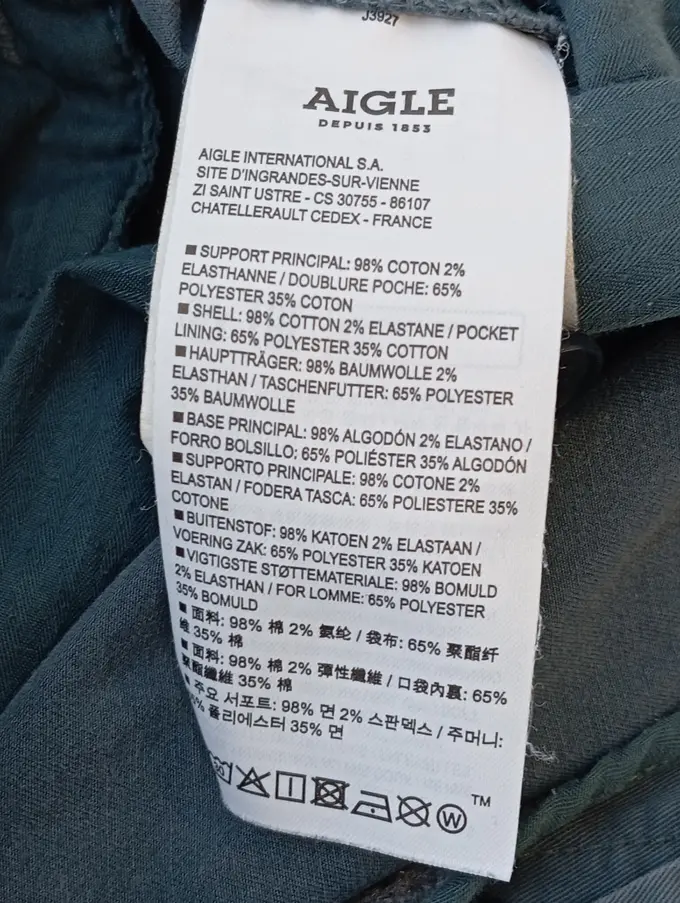 J3927
AIGLE
DEPUIS 1853
AIGLE INTERNATIONAL S.A.
SITE D'INGRANDES-SUR-VIENNE
ZI SAINT USTRE - CS 30755 - 86107
CHATELLERAULT CEDEX - FRANCE
■ SUPPORT PRINCIPAL: 98% COTON 2%
ELASTHANNE / DOUBLURE POCHE: 65%
POLYESTER 35% COTON
■ SHELL: 98% COTTON 2% ELASTANE / POCKET
LINING: 65% POLYESTER 35% COTTON
■ HAUPTTRÄGER: 98% BAUMWOLLE 2%
ELASTHAN / TASCHENFUTTER: 65% POLYESTER
35% BAUMWOLLE
■ BASE PRINCIPAL: 98% ALGODÓN 2% ELASTANO /
FORRO BOLSILLO: 65% POLIÉSTER 35% ALGODÓN
■ SUPPORTO PRINCIPALE: 98% COTONE 2%
ELASTAN / FODERA TASCA: 65% POLIESTERE 35%
COTONE
■ BUITENSTOF: 98% KATOEN 2% ELASTAAN /
VOERING ZAK: 65% POLYESTER 35% KATOEN
■ VIGTIGSTE STØTTEMATERIALE: 98% BOMULD
2% ELASTHAN / FOR LOMME: 65% POLYESTER
35% BOMULD
■ 面料: 98% 棉 2% 氨纶 / 袋布: 65% 聚酯纤
维 35% 棉
■ 面料: 98% 棉 2% 彈性纖維 / 口袋內裏: 65%
聚酯纖維 35% 棉
■ 주요 서포트: 98% 면 2% 스판덱스 / 주머니:
폴리에스터 35% 면
W TM